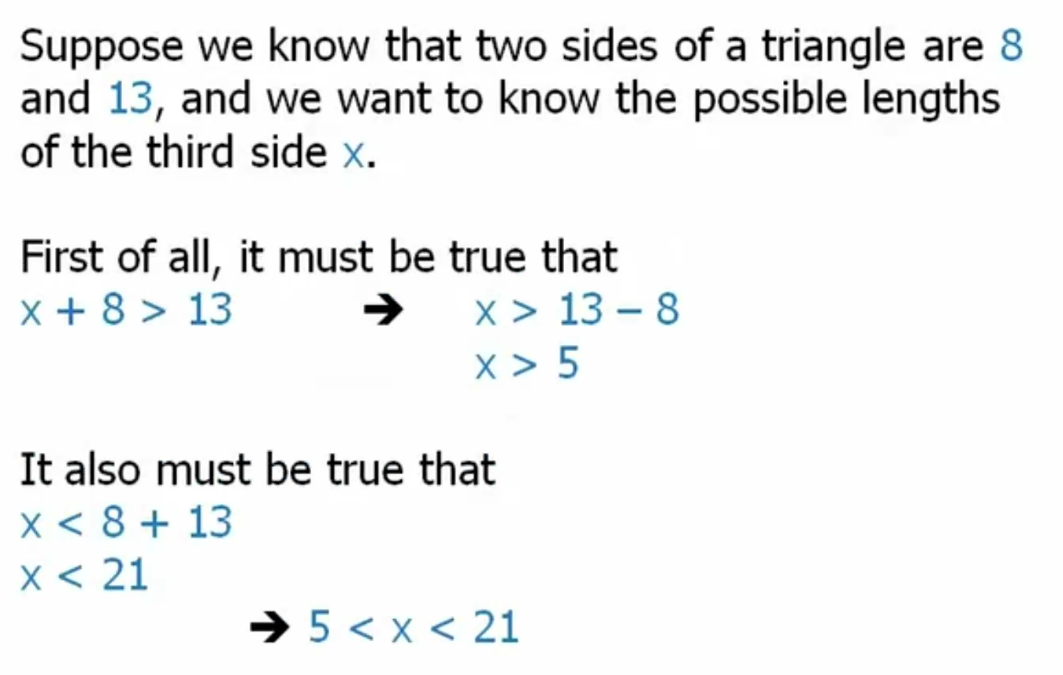 Suppose we know that two sides of a triangle are 8
and 13, and we want to know the possible lengths
of the third side x.
First of all, it must be true that
x + 8 > 13 ➔ x > 13 – 8
x > 5
It also must be true that
x < 8 + 13
x < 21
➔ 5 < x < 21